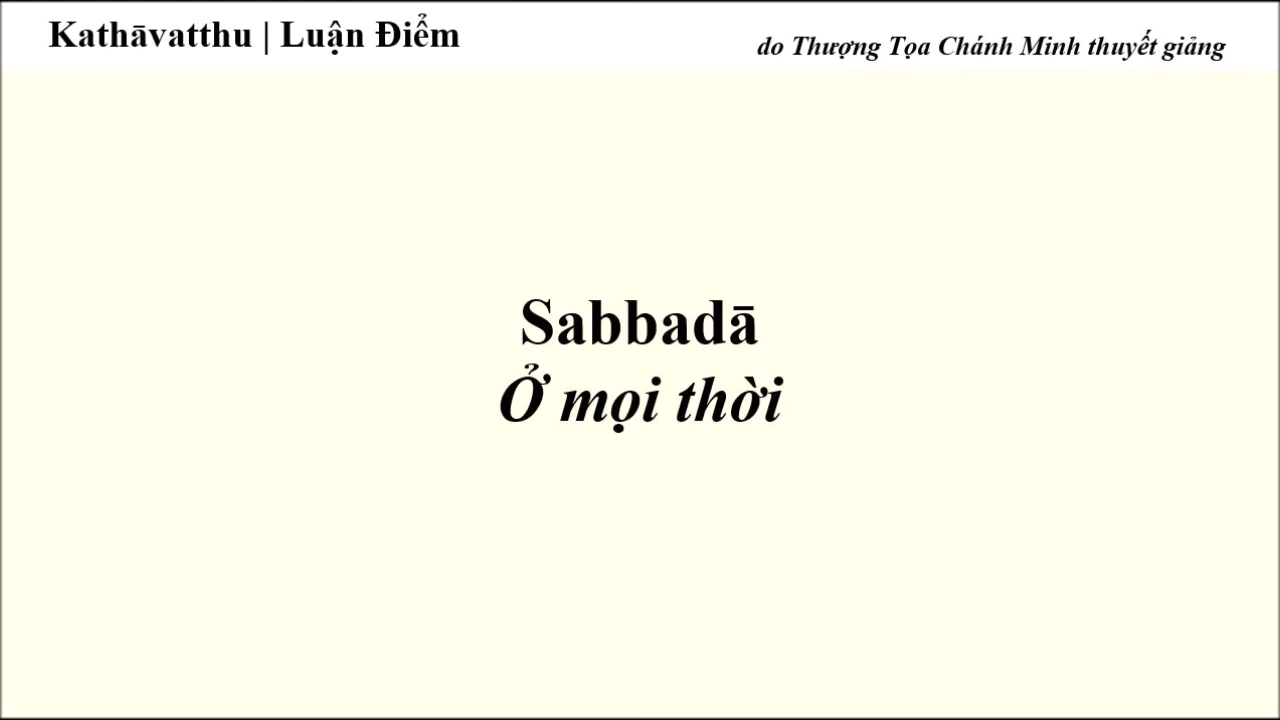 Kathāvatthu | Luận Điểm
do Thượng Tọa Chánh Minh thuyết giảng
Sabbadā
Ở mọi thời